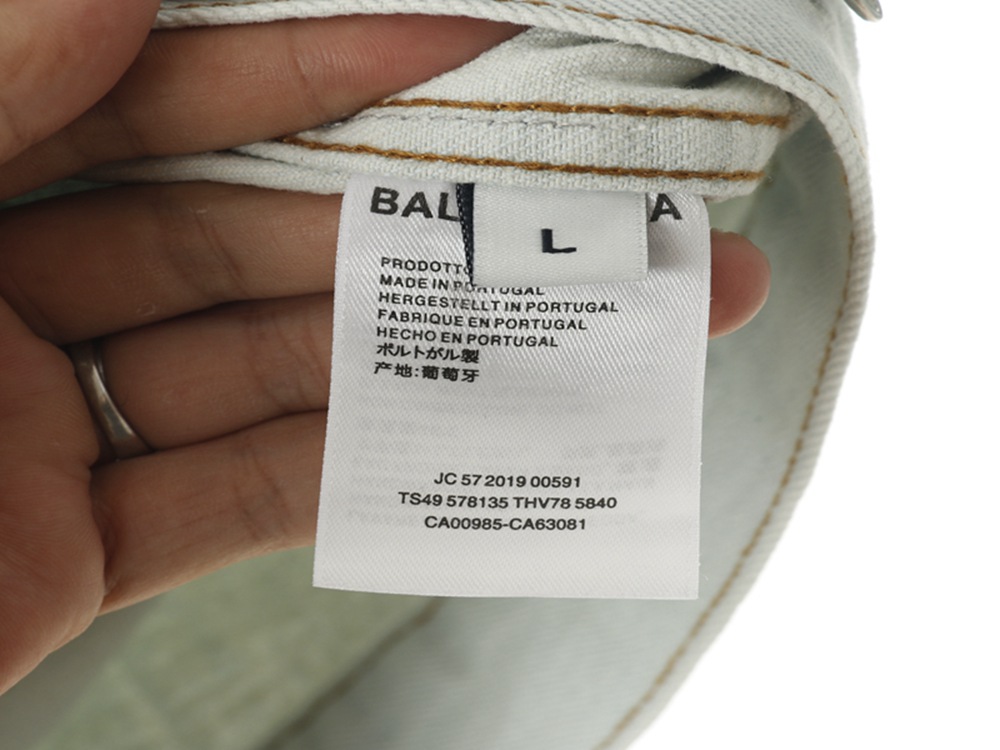 BAL A
L
PRODOTTO
MADE IN PORTUGAL
HERGESTELLT IN PORTUGAL
FABRIQUE EN PORTUGAL
HECHO EN PORTUGAL
ポルトガル製
产地:葡萄牙
JC 57 2019 00591
TS49 578135 THV78 5840
CA00985-CA63081